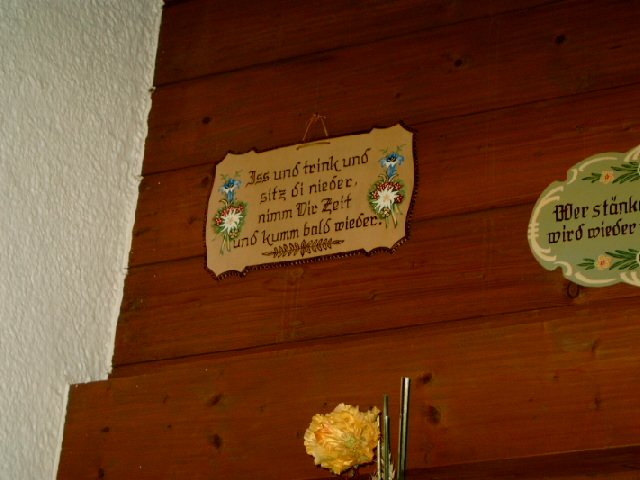 Iss und trink und
sitz di nieder,
nimm Dir Zeit
und kumm bald wieder.
Wer stänke
wird wieder